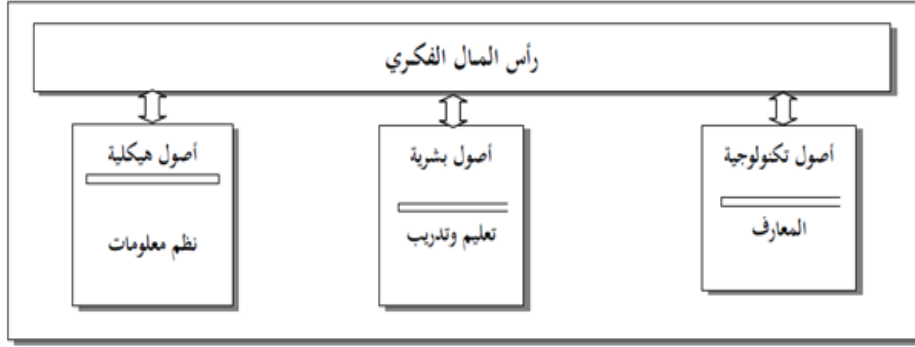 رأس المال الفكري
أصول تكنولوجية
المعارف
أصول بشرية
تعليم وتدريب
أصول هيكلية
نظم معلومات